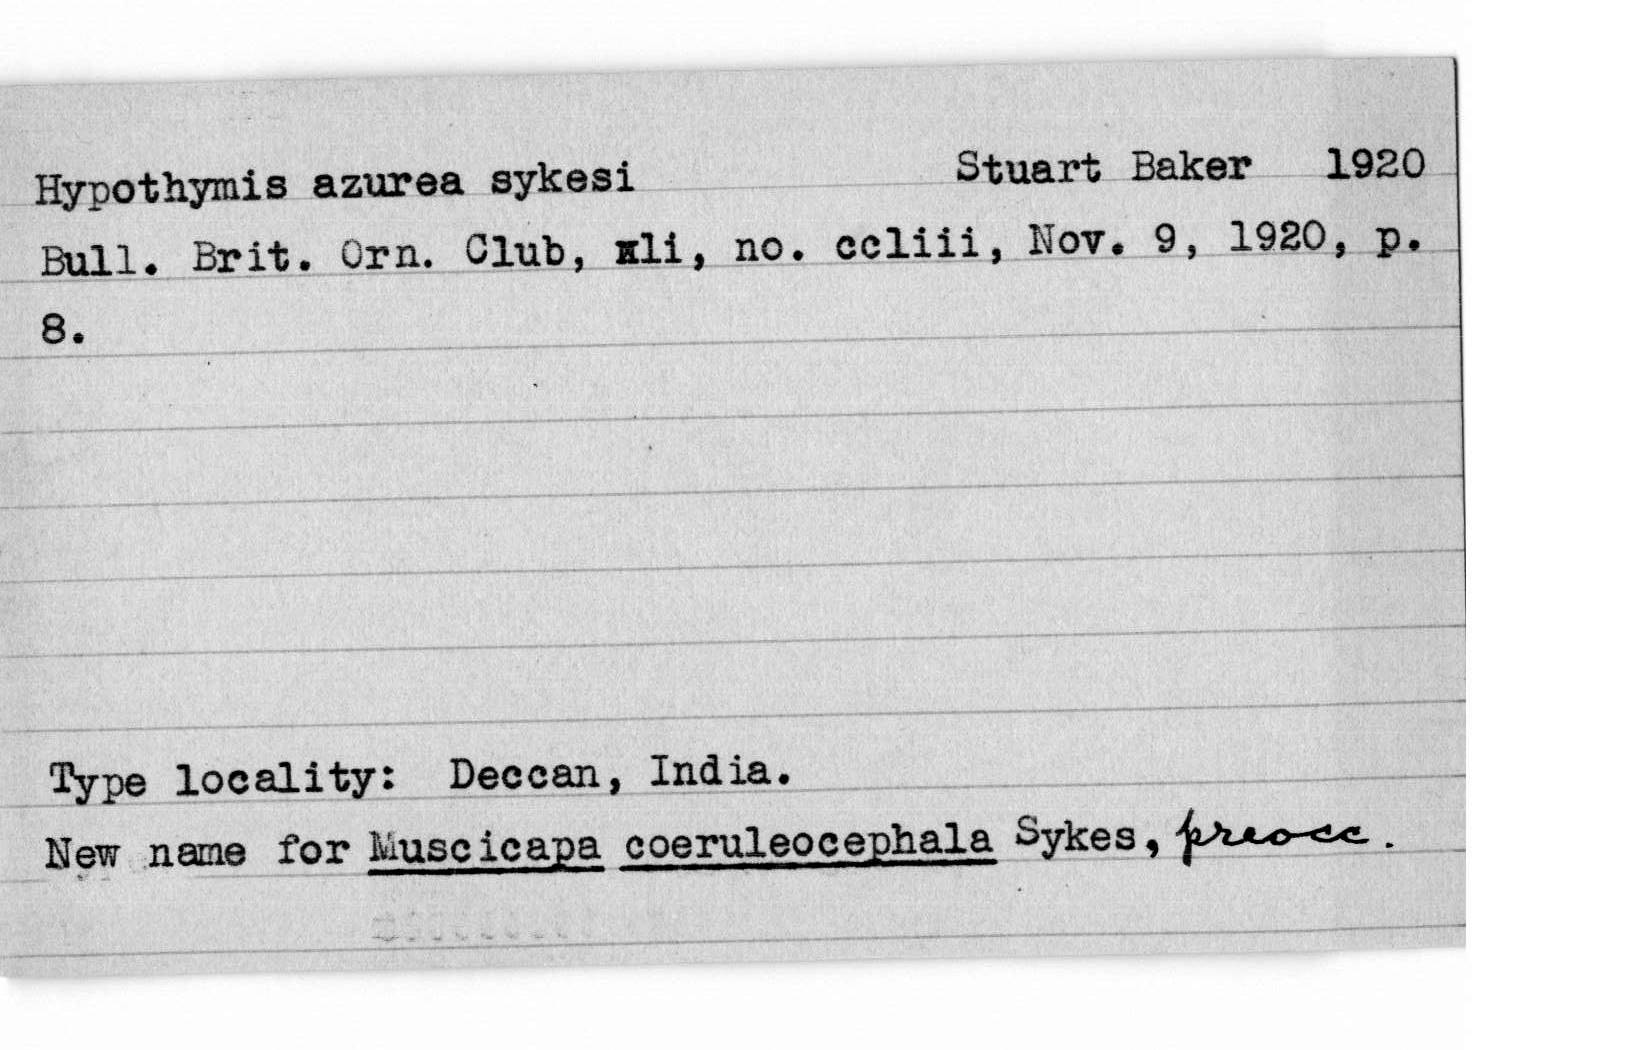 Hypothymis azurea sykesi Stuart Baker 1920
Bull. Brit. Orn. Club, xli, no. ccliii, Nov. 9, 1920, p.
8.
Type locality: Deccan, India.
New name for Muscicapa coeruleocephala Sykes, preocc.